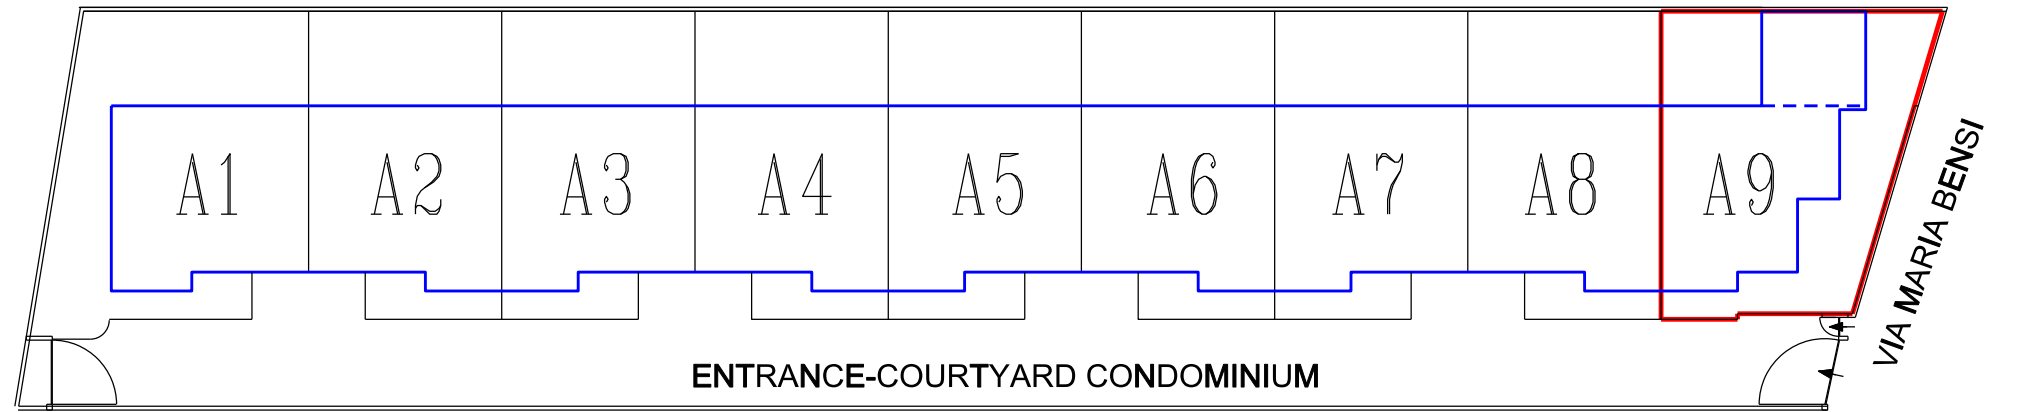 A1 A2 A3 A4 A5 A6 A7 A8 A9
VIA MARIA BENSI
ENTRANCE-COURTYARD CONDOMINIUM